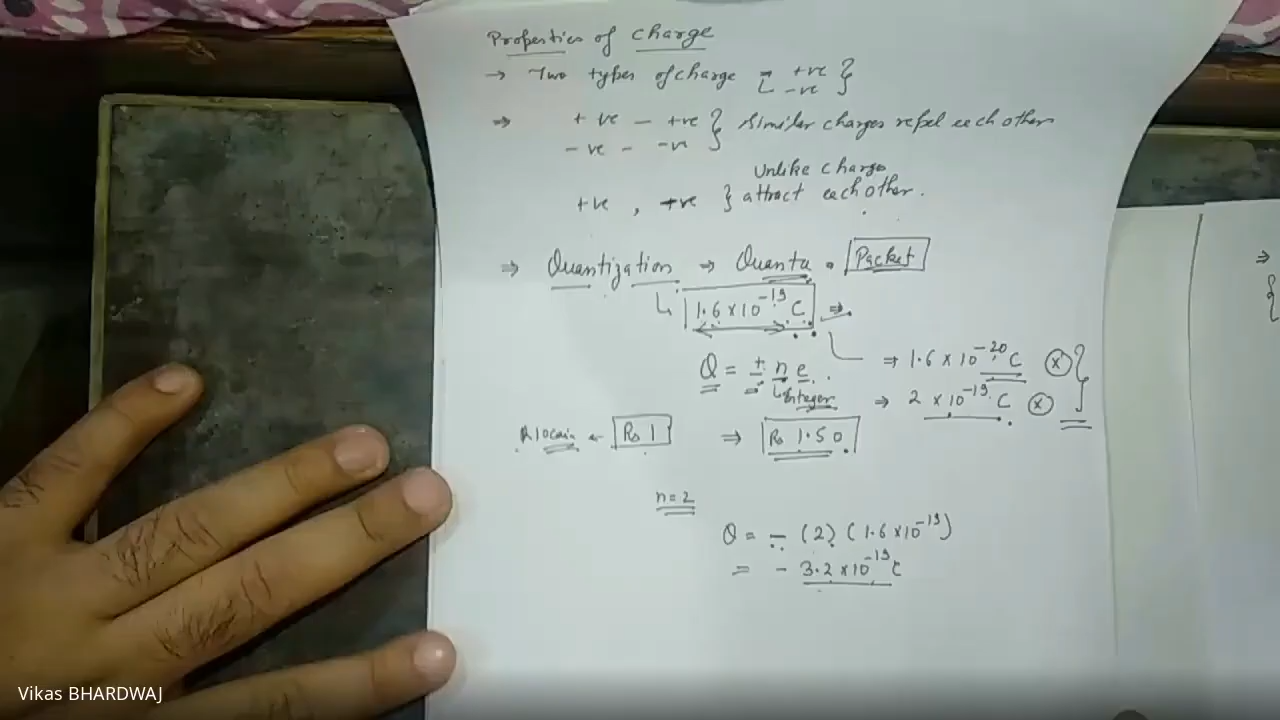 Properties of charge
→ Two types of charge = [ +ve -ve }
⇒ +ve - +ve } similar charges repel each other
-ve - -ve
Unlike charge
+ve , -ve } attract each other.
⇒ Quantization → Quanta = Packet
↳ 1.6 × 10⁻¹⁹ C ⇒
Q = ± n e
Integer
⇒ 1.6 × 10⁻²⁰ C ⊗ }
⇒ 2 × 10⁻¹⁹ C ⊗
Rs 1 ⇒ Rs 1.50
n = 2
Q = - (2) (1.6 × 10⁻¹⁹)
= - 3.2 × 10⁻¹⁹ C
Vikas BHARDWAJ